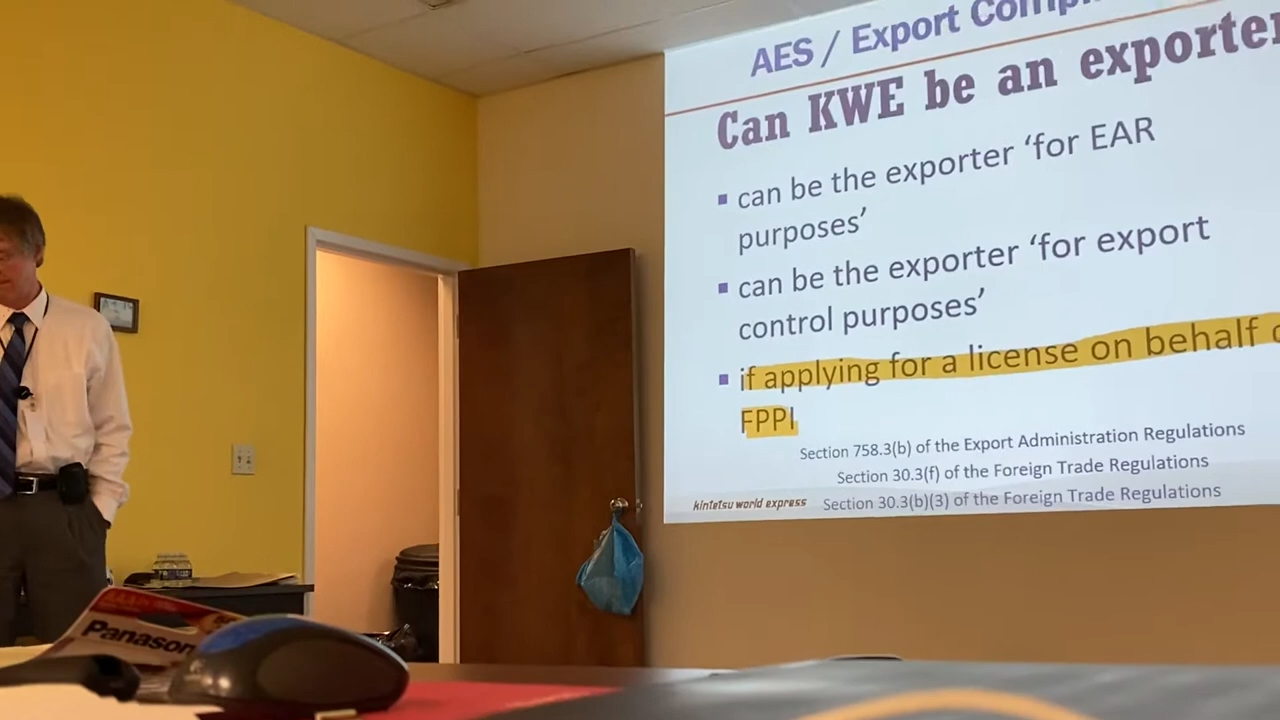 AES / Export
Can KWE be an exporter
▪ can be the exporter ‘for EAR
purposes’
▪ can be the exporter ‘for export
control purposes’
▪ if applying for a license on behalf
FPPI
Section 758.3(b) of the Export Administration Regulations
Section 30.3(f) of the Foreign Trade Regulations
kintetsu world express Section 30.3(b)(3) of the Foreign Trade Regulations
Panason